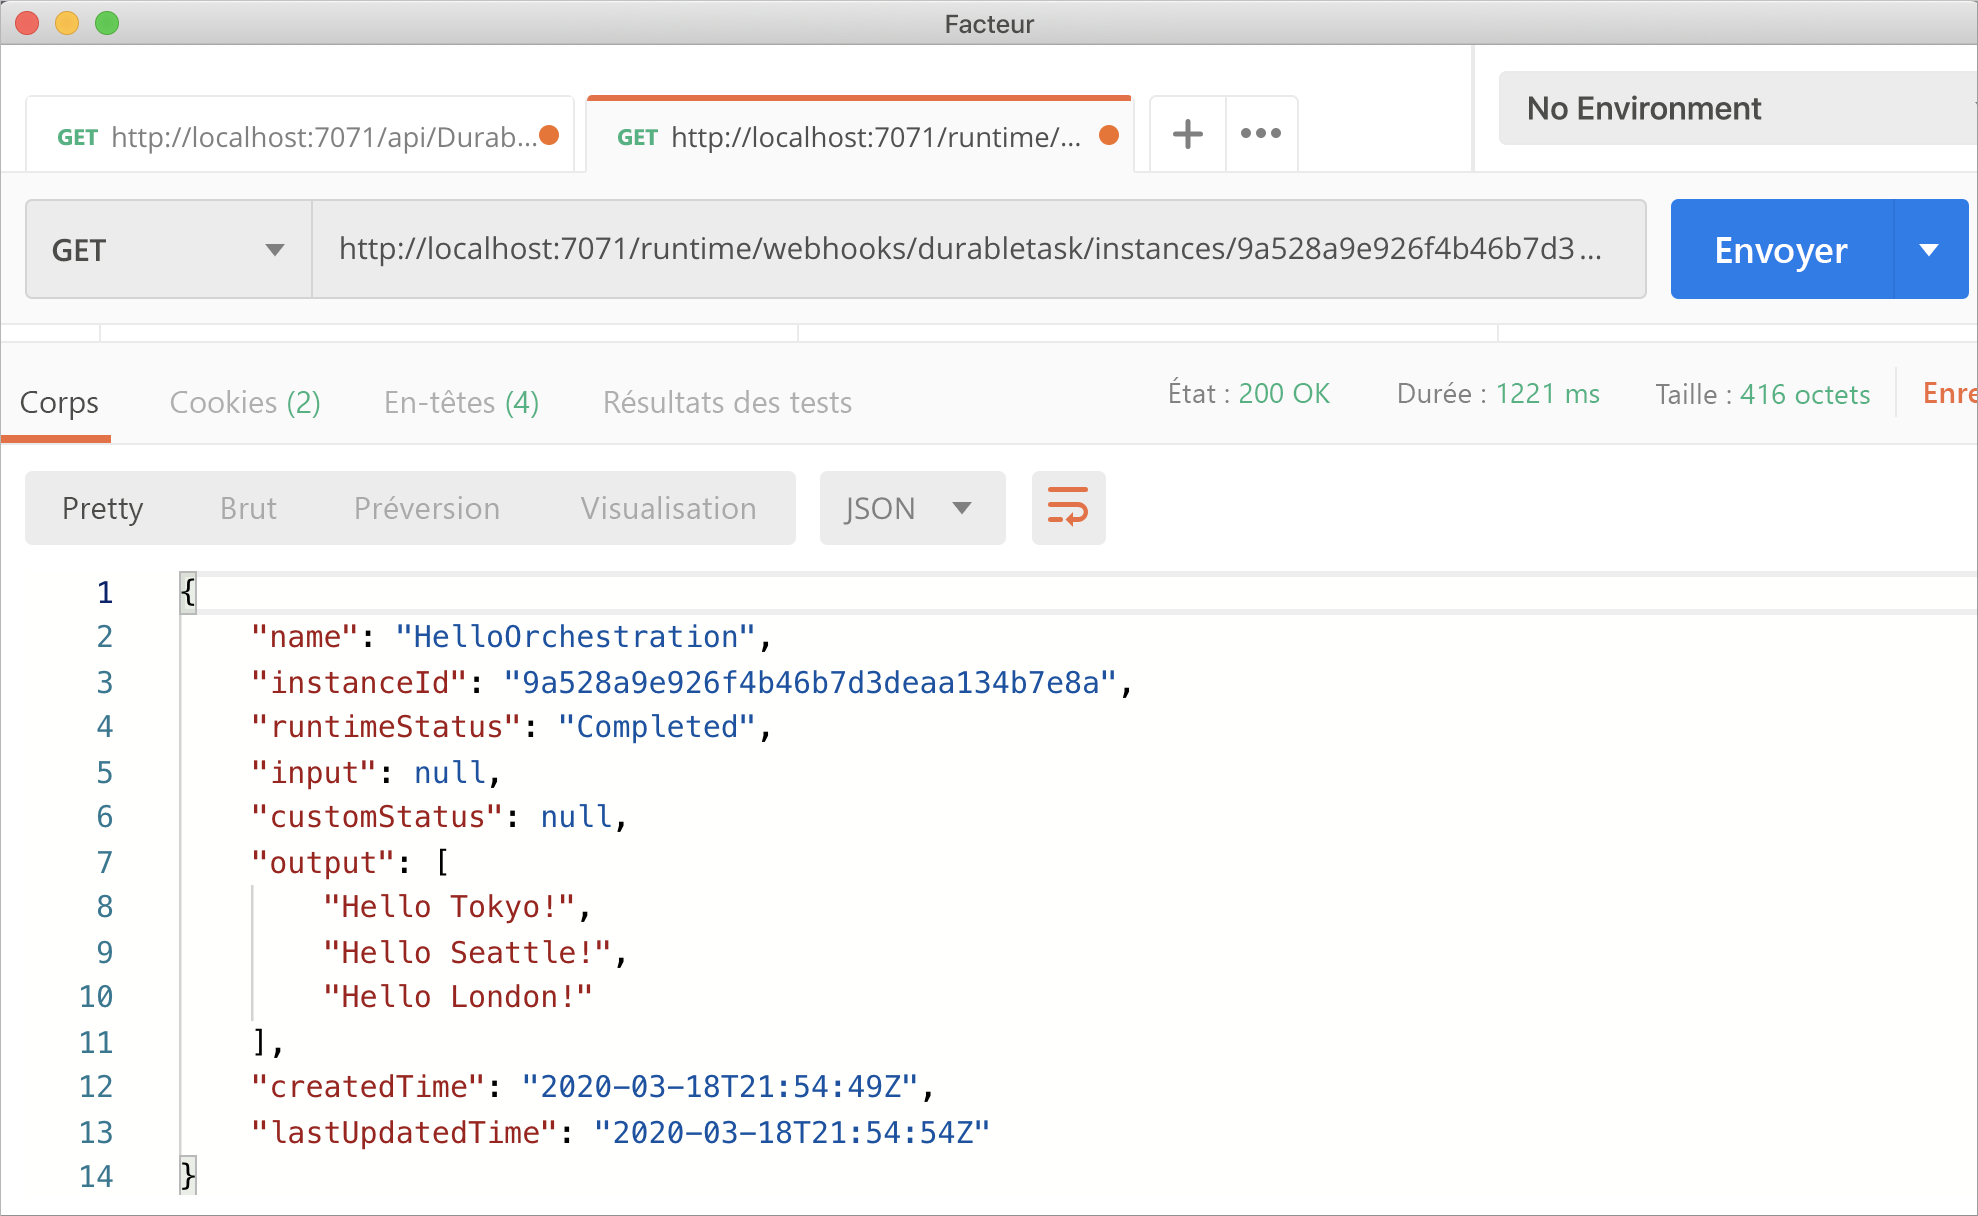 Facteur
GET http://localhost:7071/api/Durab...
GET http://localhost:7071/runtime/...
No Environment
GET
http://localhost:7071/runtime/webhooks/durabletask/instances/9a528a9e926f4b46b7d3...
Envoyer
Corps
Cookies (2)
En-têtes (4)
Résultats des tests
État : 200 OK
Durée : 1221 ms
Taille : 416 octets
Enre
Pretty
Brut
Préversion
Visualisation
JSON
1 {
2 "name": "HelloOrchestration",
3 "instanceId": "9a528a9e926f4b46b7d3deaa134b7e8a",
4 "runtimeStatus": "Completed",
5 "input": null,
6 "customStatus": null,
7 "output": [
8 "Hello Tokyo!",
9 "Hello Seattle!",
10 "Hello London!"
11 ],
12 "createdTime": "2020-03-18T21:54:49Z",
13 "lastUpdatedTime": "2020-03-18T21:54:54Z"
14 }